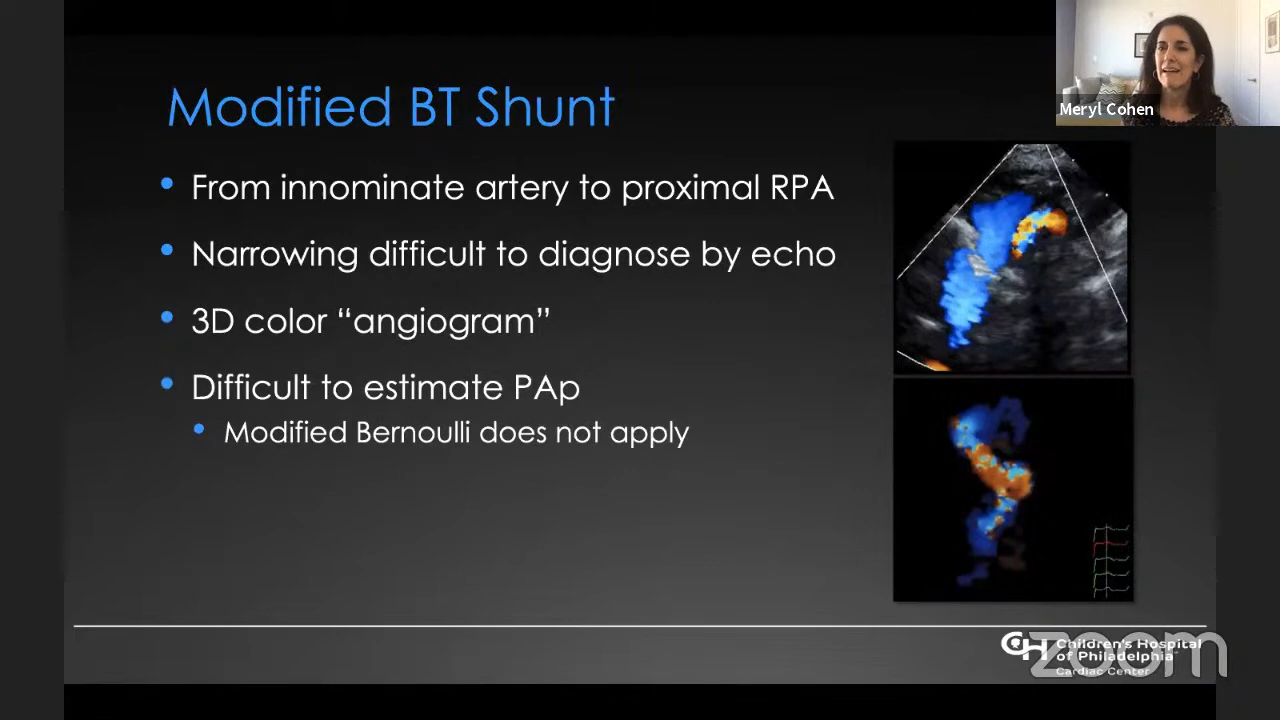 Modified BT Shunt
Meryl Cohen
• From innominate artery to proximal RPA
• Narrowing difficult to diagnose by echo
• 3D color “angiogram”
• Difficult to estimate PAp
• Modified Bernoulli does not apply
CH Children's Hospital
of Philadelphia
Cardiac Center
zoom